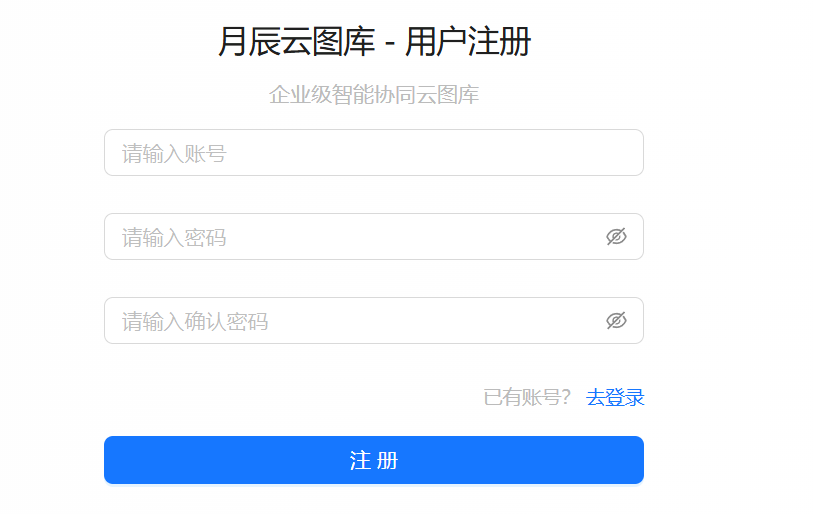 月辰云图库 - 用户注册
企业级智能协同云图库
请输入账号
请输入密码
请输入确认密码
已有账号？ 去登录
注 册